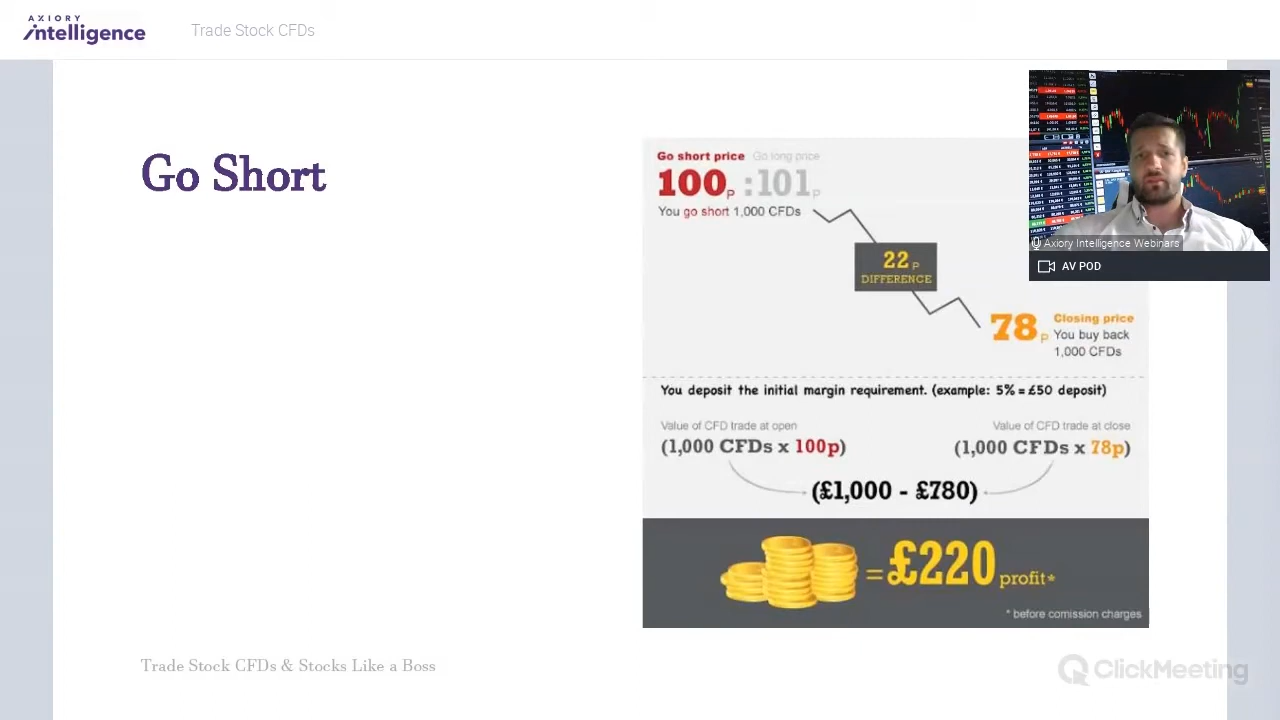 AXIORY
intelligence
Trade Stock CFDs
Go Short
Go short price Go long price
100P :101P
You go short 1,000 CFDs
22 P
DIFFERENCE
78P
Closing price
You buy back
1,000 CFDs
You deposit the initial margin requirement. (example: 5% = £50 deposit)
Value of CFD trade at open
Value of CFD trade at close
(1,000 CFDs x 100p)
(1,000 CFDs x 78p)
(£1,000 - £780)
=£220 profit*
* before comission charges
Axiory Intelligence Webinars
AV POD
Trade Stock CFDs & Stocks Like a Boss
ClickMeeting